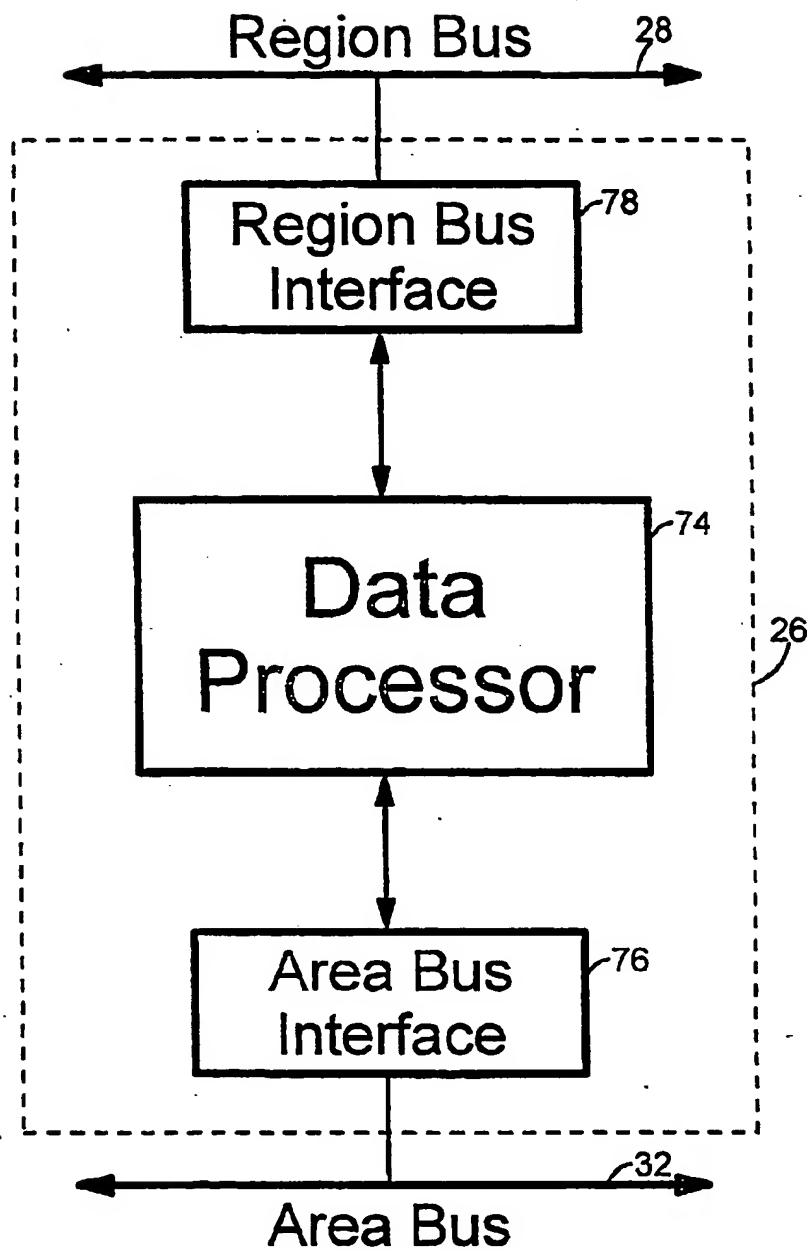 Region Bus
28
Region Bus
Interface
78
Data
Processor
74
26
Area Bus
Interface
76
32
Area Bus